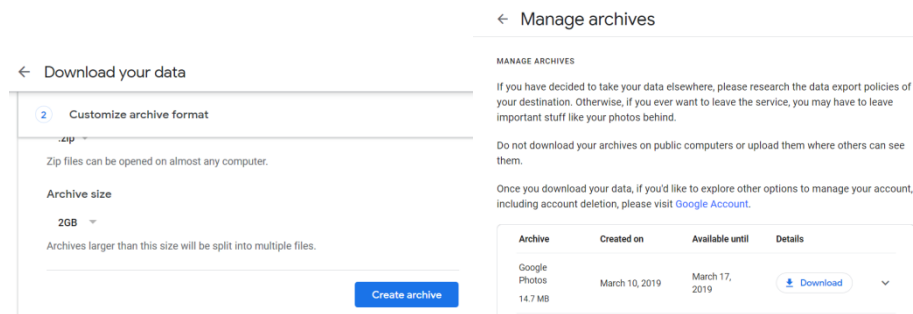 Download your data
2 Customize archive format
.zip
Zip files can be opened on almost any computer.
Archive size
2GB
Archives larger than this size will be split into multiple files.
Create archive
Manage archives
MANAGE ARCHIVES
If you have decided to take your data elsewhere, please research the data export policies of
your destination. Otherwise, if you ever want to leave the service, you may have to leave
important stuff like your photos behind.
Do not download your archives on public computers or upload them where others can see
them.
Once you download your data, if you'd like to explore other options to manage your account,
including account deletion, please visit Google Account.
Archive Created on Available until Details
Google
Photos
14.7 MB
March 10, 2019
March 17,
2019
Download